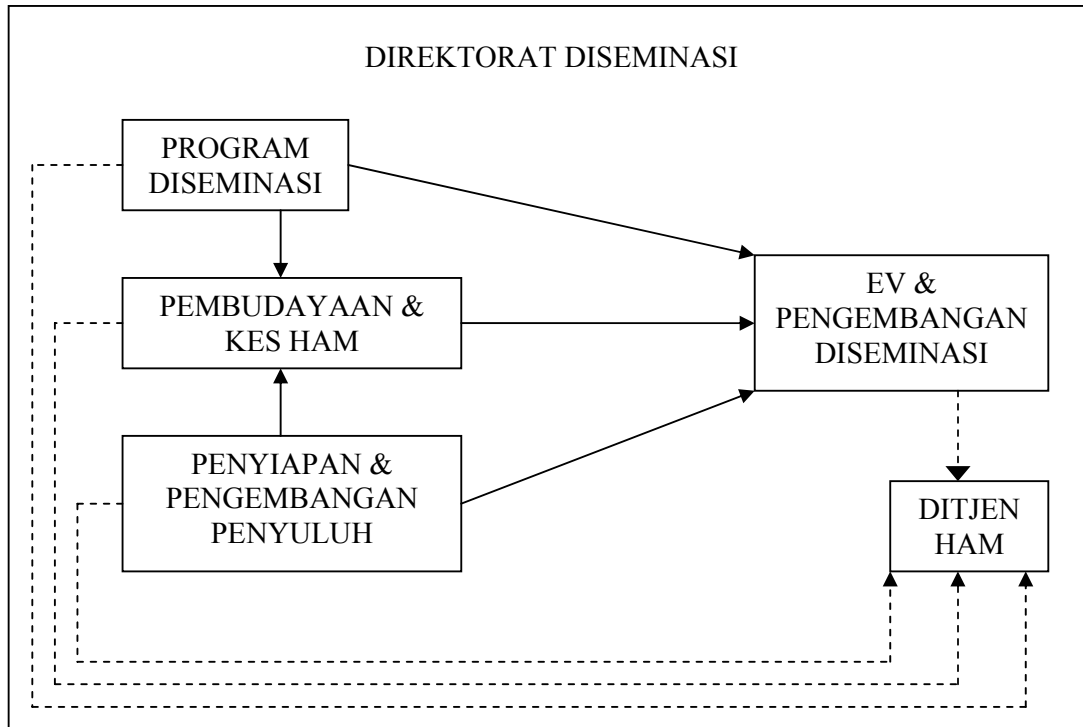 DIREKTORAT DISEMINASI
PROGRAM
DISEMINASI
PEMBUDAYAAN &
KES HAM
PENYIAPAN &
PENGEMBANGAN
PENYULUH
EV &
PENGEMBANGAN
DISEMINASI
DITJEN
HAM